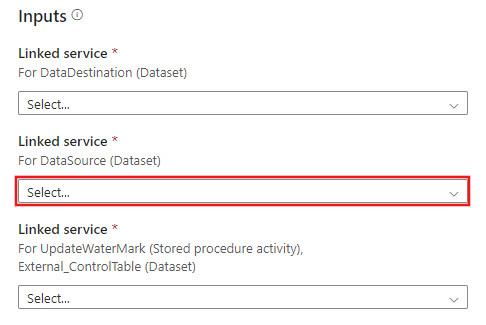 Inputs
Linked service *
For DataDestination (Dataset)
Select...
Linked service *
For DataSource (Dataset)
Select...
Linked service *
For UpdateWaterMark (Stored procedure activity),
External_ControlTable (Dataset)
Select...